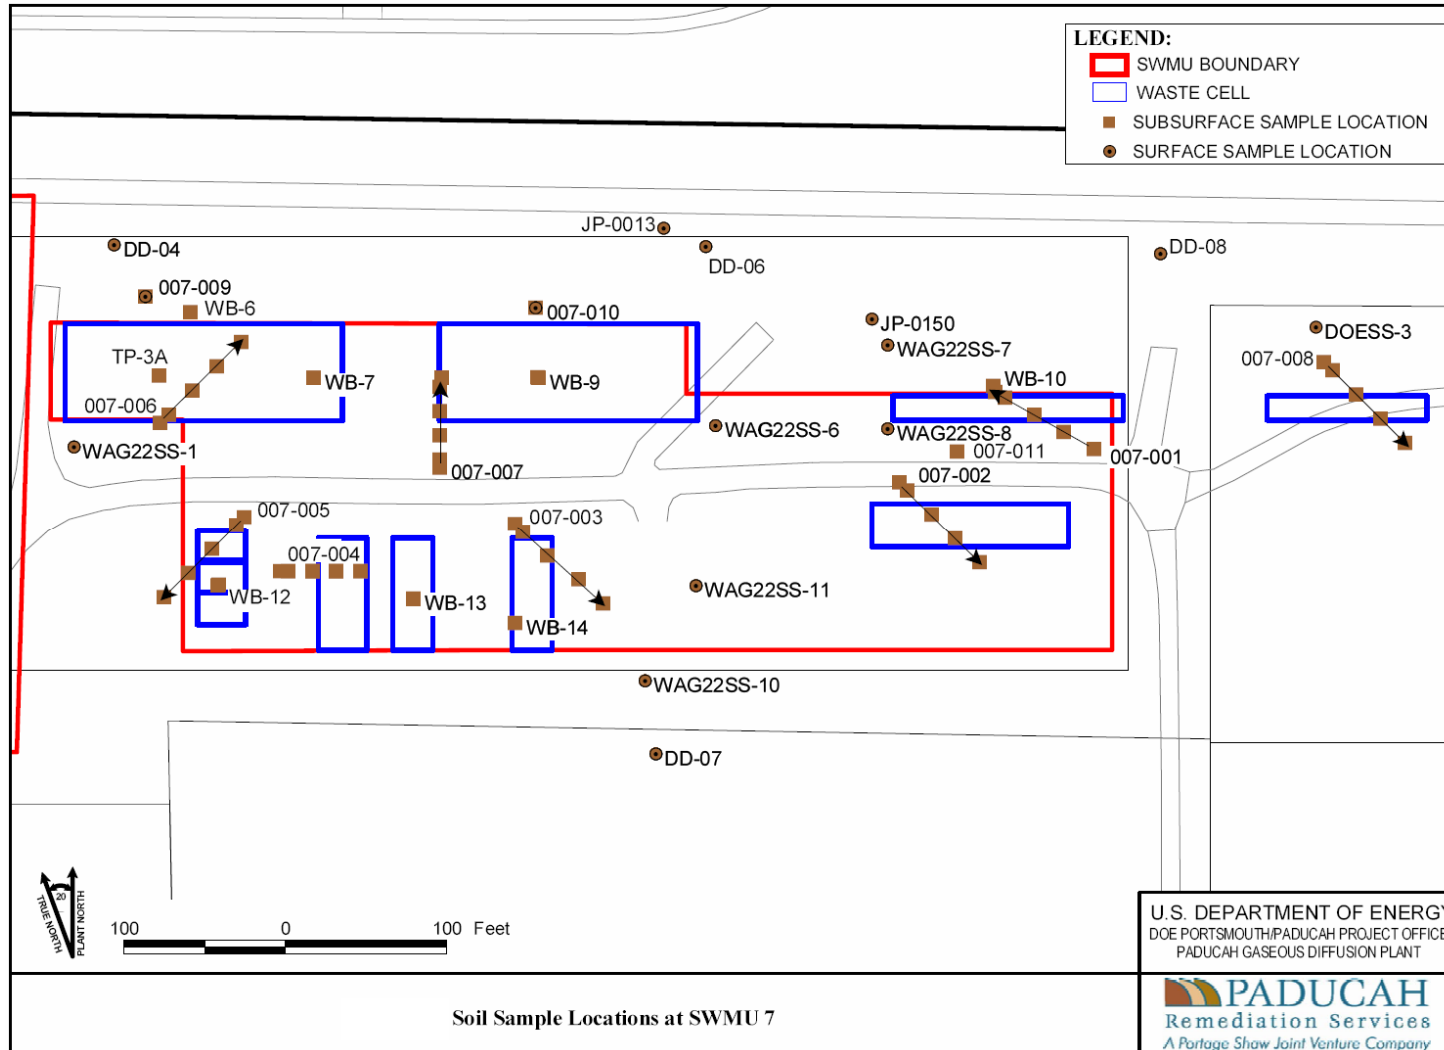 LEGEND:
SWMU BOUNDARY
WASTE CELL
SUBSURFACE SAMPLE LOCATION
SURFACE SAMPLE LOCATION
JP-0013
DD-04
DD-06
DD-08
007-009
WB-6
007-010
JP-0150
DOESS-3
WAG22SS-7
TP-3A
007-008
WB-7
WB-9
WB-10
007-006
WAG22SS-6
WAG22SS-8
WAG22SS-1
007-011
007-001
007-007
007-002
007-005
007-003
007-004
WB-12
WB-13
WAG22SS-11
WB-14
WAG22SS-10
DD-07
20
TRUE NORTH
PLANT NORTH
100 0 100 Feet
U.S. DEPARTMENT OF ENERGY
DOE PORTSMOUTH/PADUCAH PROJECT OFFICE
PADUCAH GASEOUS DIFFUSION PLANT
Soil Sample Locations at SWMU 7
PADUCAH
Remediation Services
A Portage Shaw Joint Venture Company